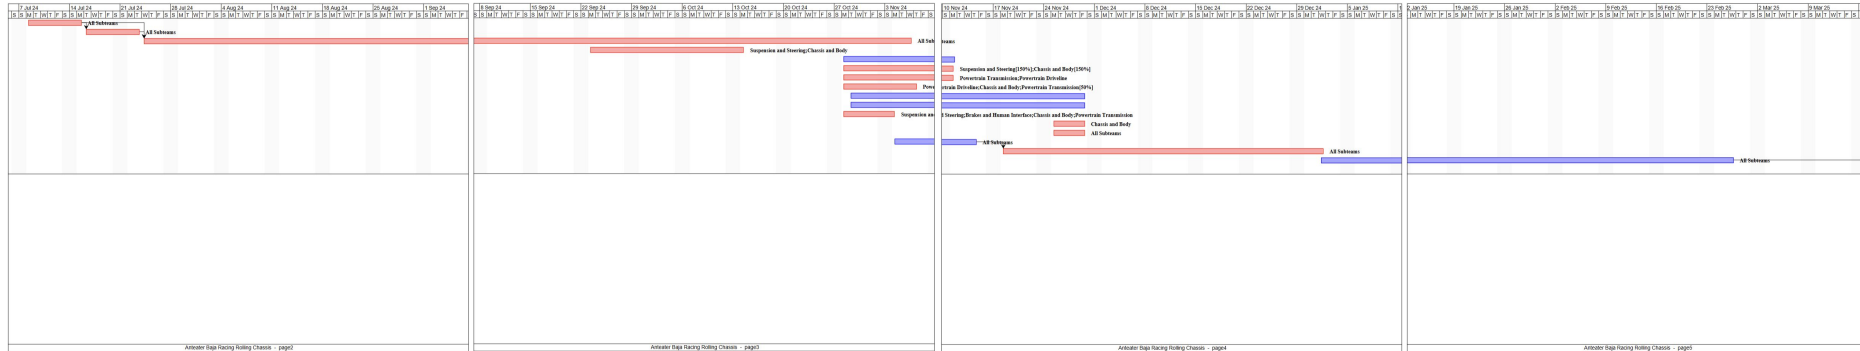 7 Jul 24 14 Jul 24 21 Jul 24 28 Jul 24 4 Aug 24 11 Aug 24 18 Aug 24 25 Aug 24 1 Sep 24
8 Sep 24 15 Sep 24 22 Sep 24 29 Sep 24 6 Oct 24 13 Oct 24 20 Oct 24 27 Oct 24 3 Nov 24
10 Nov 24 17 Nov 24 24 Nov 24 1 Dec 24 8 Dec 24 15 Dec 24 22 Dec 24 29 Dec 24 5 Jan 25
2 Jan 25 19 Jan 25 26 Jan 25 2 Feb 25 9 Feb 25 16 Feb 25 23 Feb 25 2 Mar 25 9 Mar 25
All Subteams
All Subteams
All Subteams
Suspension and Steering;Chassis and Body
Suspension and Steering[150%];Chassis and Body[150%]
Powertrain Transmission;Powertrain Driveline
Powertrain Driveline;Chassis and Body;Powertrain Transmission[50%]
Suspension and Steering;Brakes and Human Interface;Chassis and Body;Powertrain Transmission
Chassis and Body
All Subteams
All Subteams
All Subteams
All Subteams
Anteater Baja Racing Rolling Chassis - page2
Anteater Baja Racing Rolling Chassis - page3
Anteater Baja Racing Rolling Chassis - page4
Anteater Baja Racing Rolling Chassis - page5